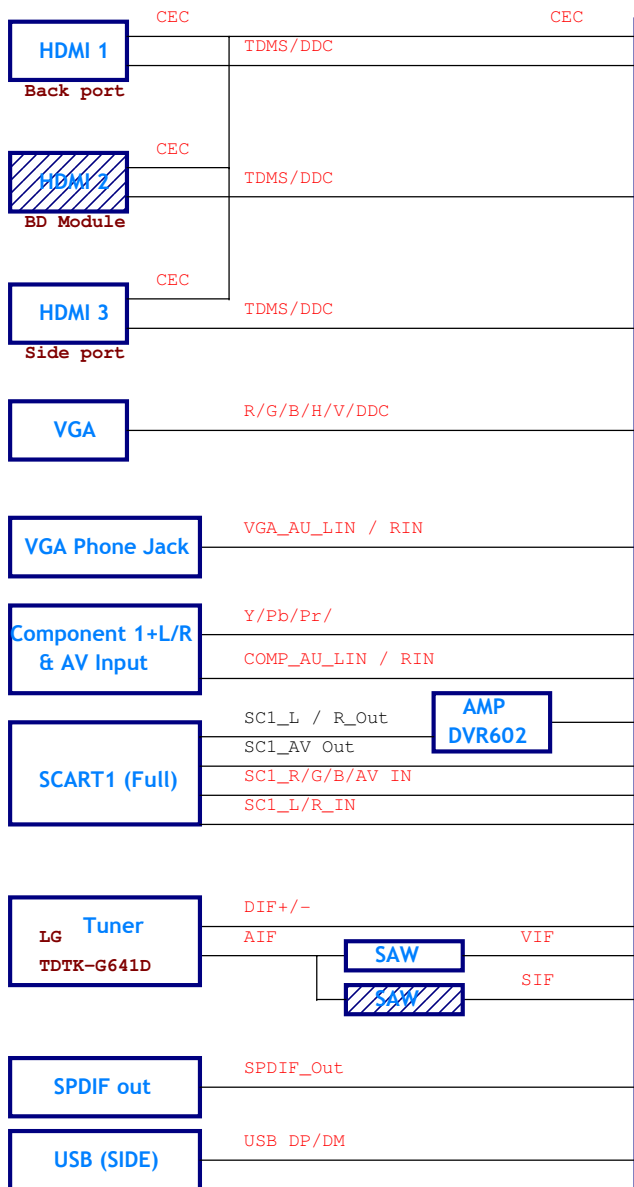 CEC
CEC
HDMI 1
TDMS/DDC
Back port
CEC
HDMI 2
TDMS/DDC
BD Module
CEC
HDMI 3
TDMS/DDC
Side port
VGA
R/G/B/H/V/DDC
VGA Phone Jack
VGA_AU_LIN / RIN
Component 1+L/R
& AV Input
Y/Pb/Pr/
COMP_AU_LIN / RIN
SCART1 (Full)
SC1_L / R_Out
AMP
DVR602
SC1_AV Out
SC1_R/G/B/AV IN
SC1_L/R_IN
Tuner
LG
TDTK-G641D
DIF+/-
AIF
SAW
VIF
SAW
SIF
SPDIF out
SPDIF_Out
USB (SIDE)
USB DP/DM